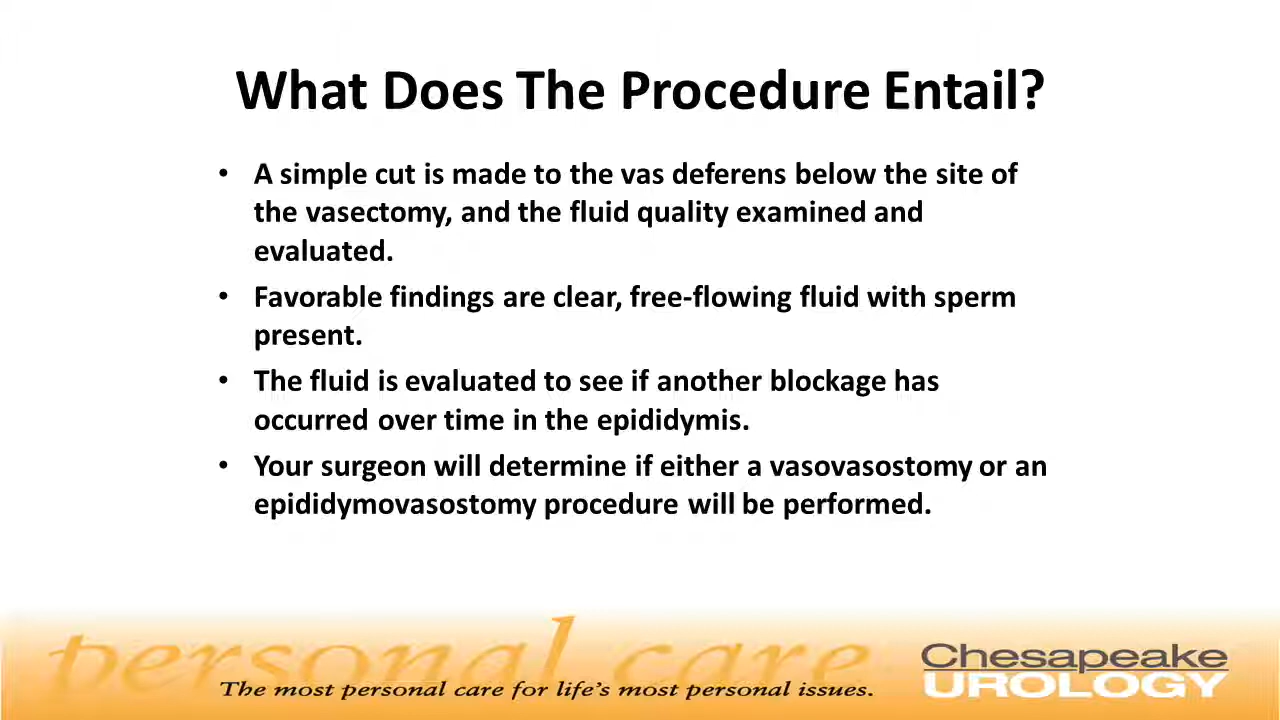 What Does The Procedure Entail?
• A simple cut is made to the vas deferens below the site of
the vasectomy, and the fluid quality examined and
evaluated.
• Favorable findings are clear, free-flowing fluid with sperm
present.
• The fluid is evaluated to see if another blockage has
occurred over time in the epididymis.
• Your surgeon will determine if either a vasovasostomy or an
epididymovasostomy procedure will be performed.
personal care
The most personal care for life's most personal issues.
Chesapeake
UROLOGY